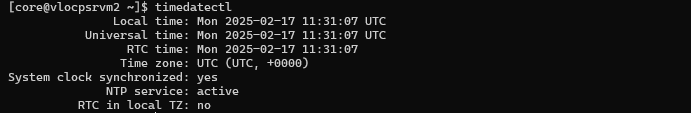 [core@vlocpsrvm2 ~]$ timedatectl
Local time: Mon 2025-02-17 11:31:07 UTC
Universal time: Mon 2025-02-17 11:31:07 UTC
RTC time: Mon 2025-02-17 11:31:07
Time zone: UTC (UTC, +0000)
System clock synchronized: yes
NTP service: active
RTC in local TZ: no